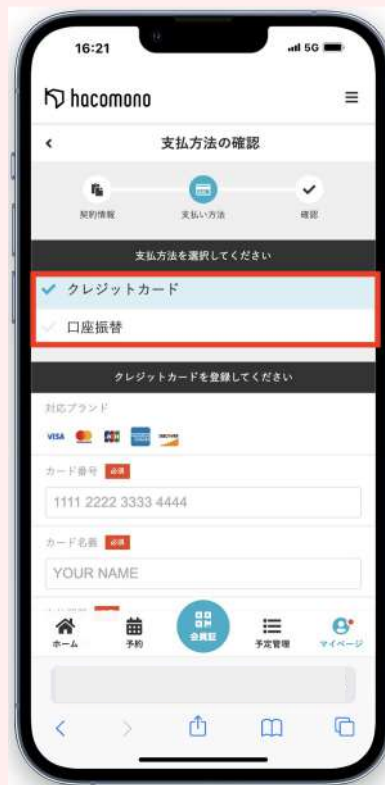 16:21
5G
hacomono
支払方法の確認
契約情報
支払い方法
確認
支払方法を選択してください
クレジットカード
口座振替
クレジットカードを登録してください
対応ブランド
VISA
JCB
カード番号 必須
1111 2222 3333 4444
カード名義 必須
YOUR NAME
ホーム
予約
会員証
予定管理
マイページ